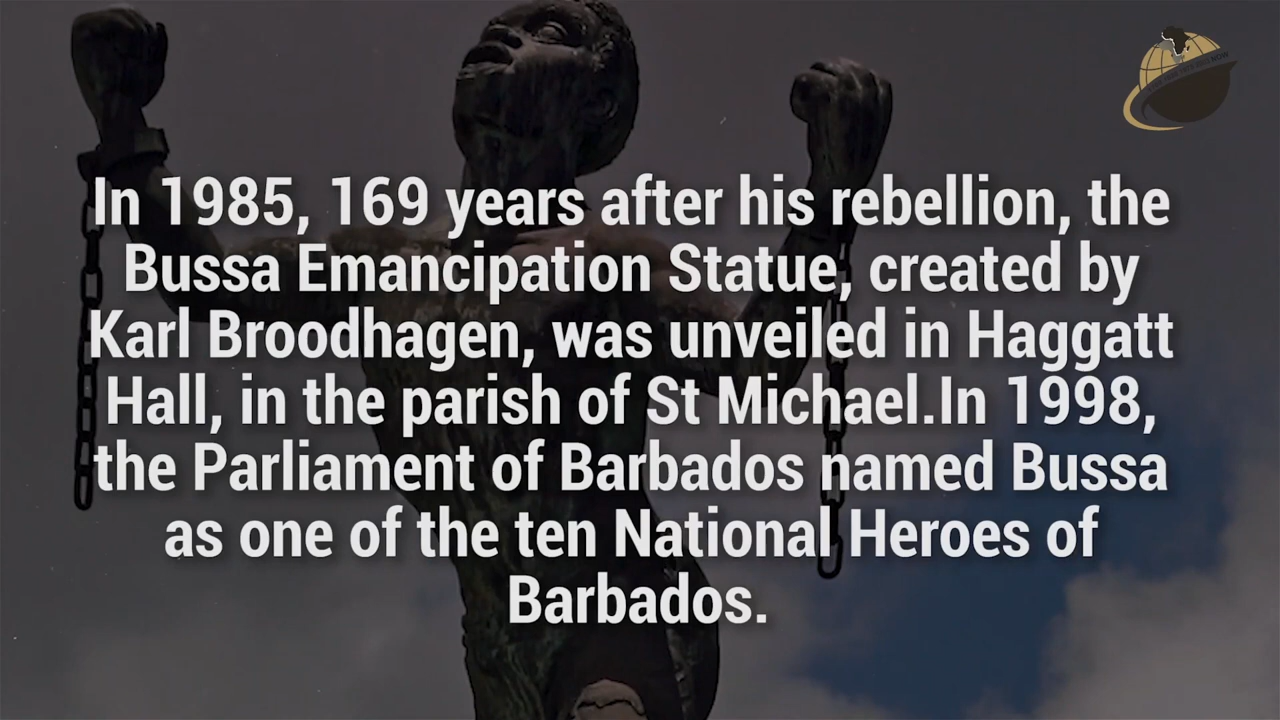 In 1985, 169 years after his rebellion, the
Bussa Emancipation Statue, created by
Karl Broodhagen, was unveiled in Haggatt
Hall, in the parish of St Michael.In 1998,
the Parliament of Barbados named Bussa
as one of the ten National Heroes of
Barbados.